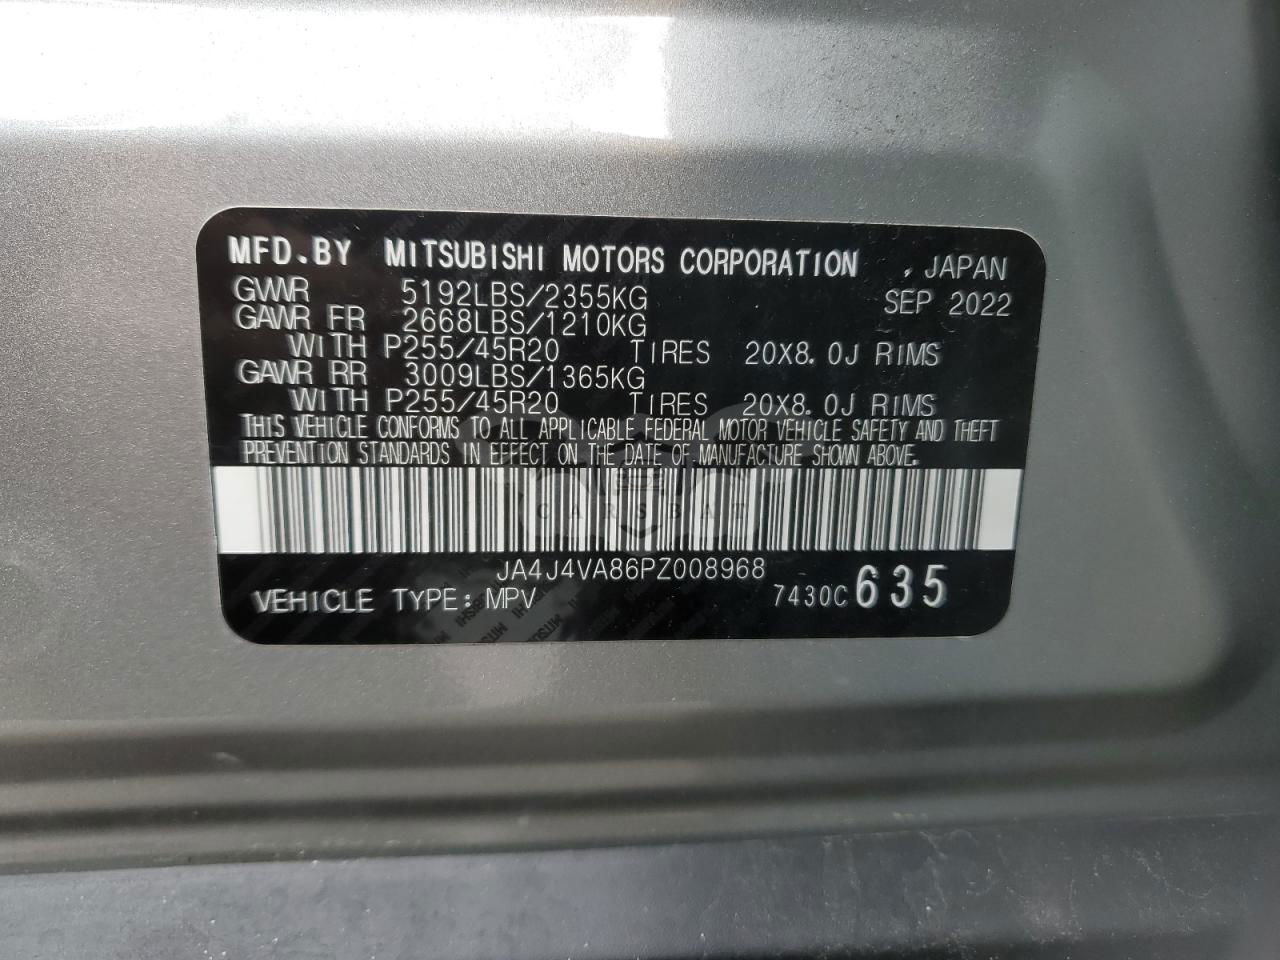 MFD.BY MITSUBISHI MOTORS CORPORATION , JAPAN
GWR 5192LBS/2355KG SEP 2022
GAWR FR 2668LBS/1210KG
WITH P255/45R20 TIRES 20X8.0J RIMS
GAWR RR 3009LBS/1365KG
WITH P255/45R20 TIRES 20X8.0J RIMS
THIS VEHICLE CONFORMS TO ALL APPLICABLE FEDERAL MOTOR VEHICLE SAFETY AND THEFT
PREVENTION STANDARDS IN EFFECT ON THE DATE OF MANUFACTURE SHOWN ABOVE.
CARSBAT
JA4J4VA86PZ008968
VEHICLE TYPE: MPV 7430C 635